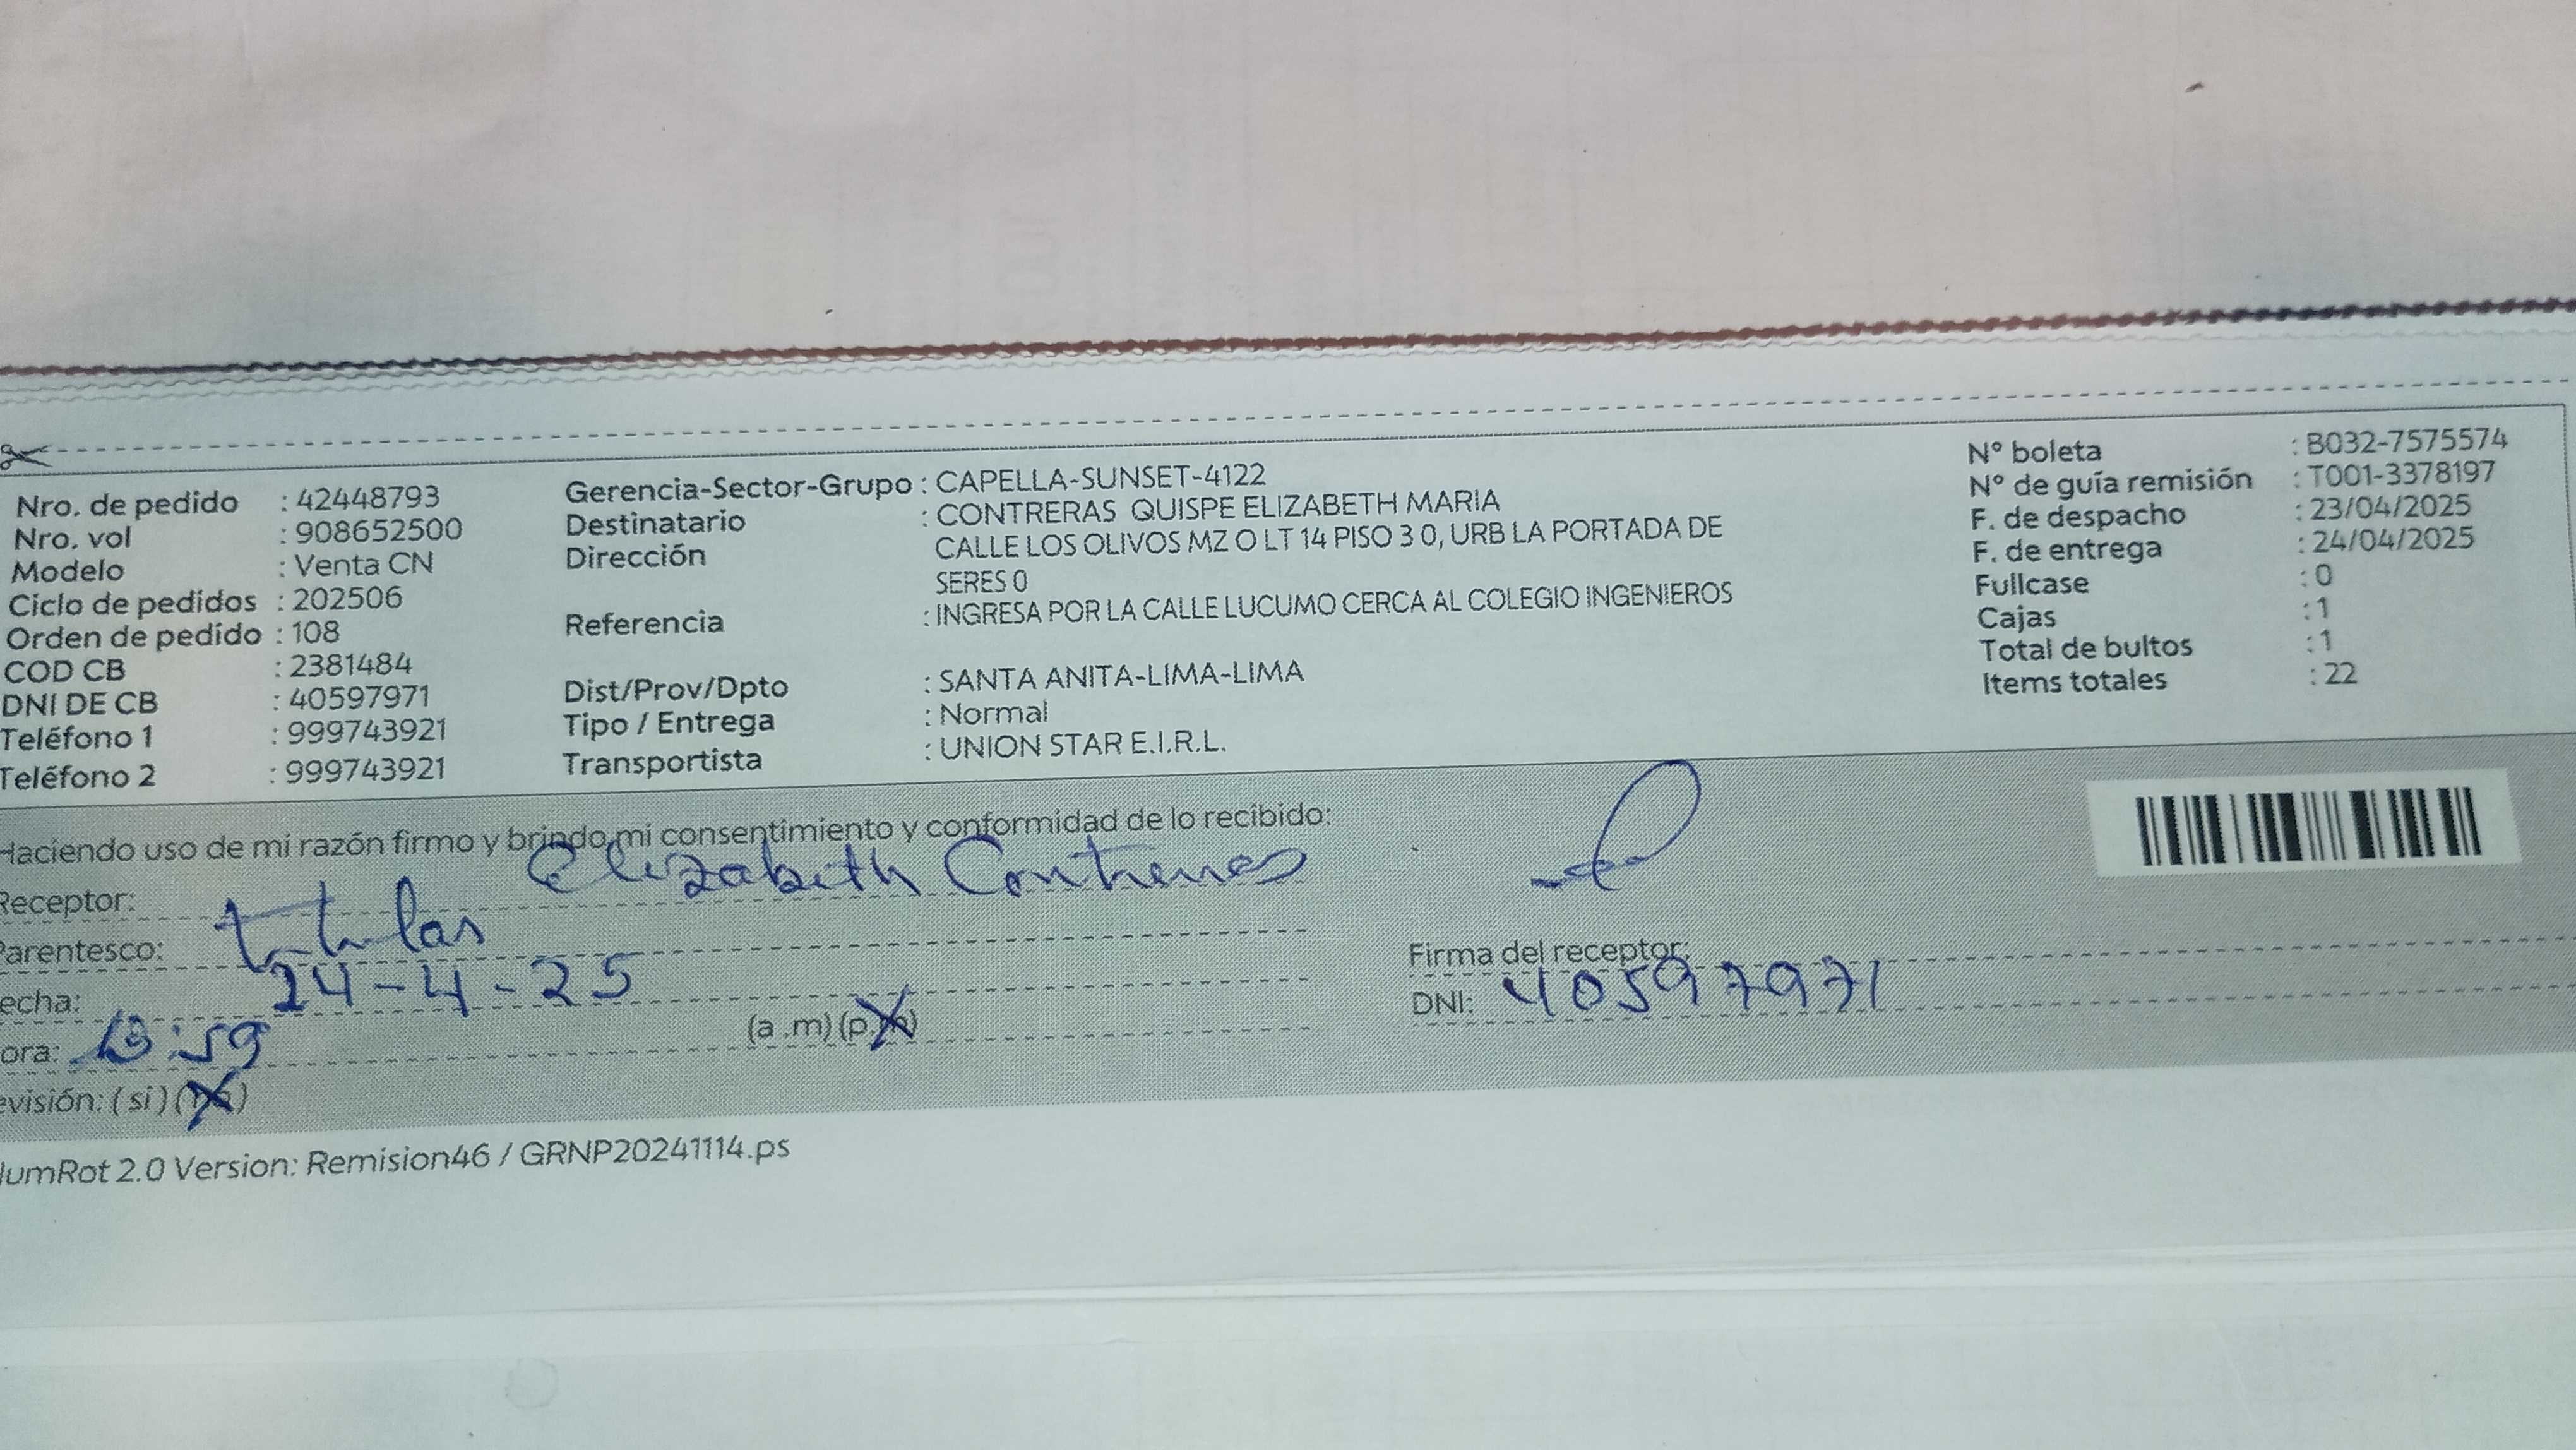 Nro. de pedido : 42448793
Nro. vol : 908652500
Modelo : Venta CN
Ciclo de pedidos : 202506
Orden de pedido : 108
COD CB : 2381484
DNI DE CB : 40597971
Teléfono 1 : 999743921
Teléfono 2 : 999743921
Gerencia-Sector-Grupo : CAPELLA-SUNSET-4122
Destinatario : CONTRERAS QUISPE ELIZABETH MARIA
Dirección CALLE LOS OLIVOS MZ O LT 14 PISO 3 0, URB LA PORTADA DE
SERES 0
Referencia : INGRESA POR LA CALLE LUCUMO CERCA AL COLEGIO INGENIEROS
Dist/Prov/Dpto : SANTA ANITA-LIMA-LIMA
Tipo / Entrega : Normal
Transportista : UNION STAR E.I.R.L.
N° boleta : B032-7575574
N° de guía remisión : T001-3378197
F. de despacho : 23/04/2025
F. de entrega : 24/04/2025
Fullcase : 0
Cajas : 1
Total de bultos : 1
Items totales : 22
Haciendo uso de mi razón firmo y brindo mi consentimiento y conformidad de lo recibido:
Receptor: Elizabeth Contreras
Parentesco: titular
echa: 24-4-25
ora: :59 (a .m) (p.m)
evisión: ( si ) (no)
Firma del receptor:
DNI: 40597971
umRot 2.0 Version: Remision46 / GRNP20241114.ps